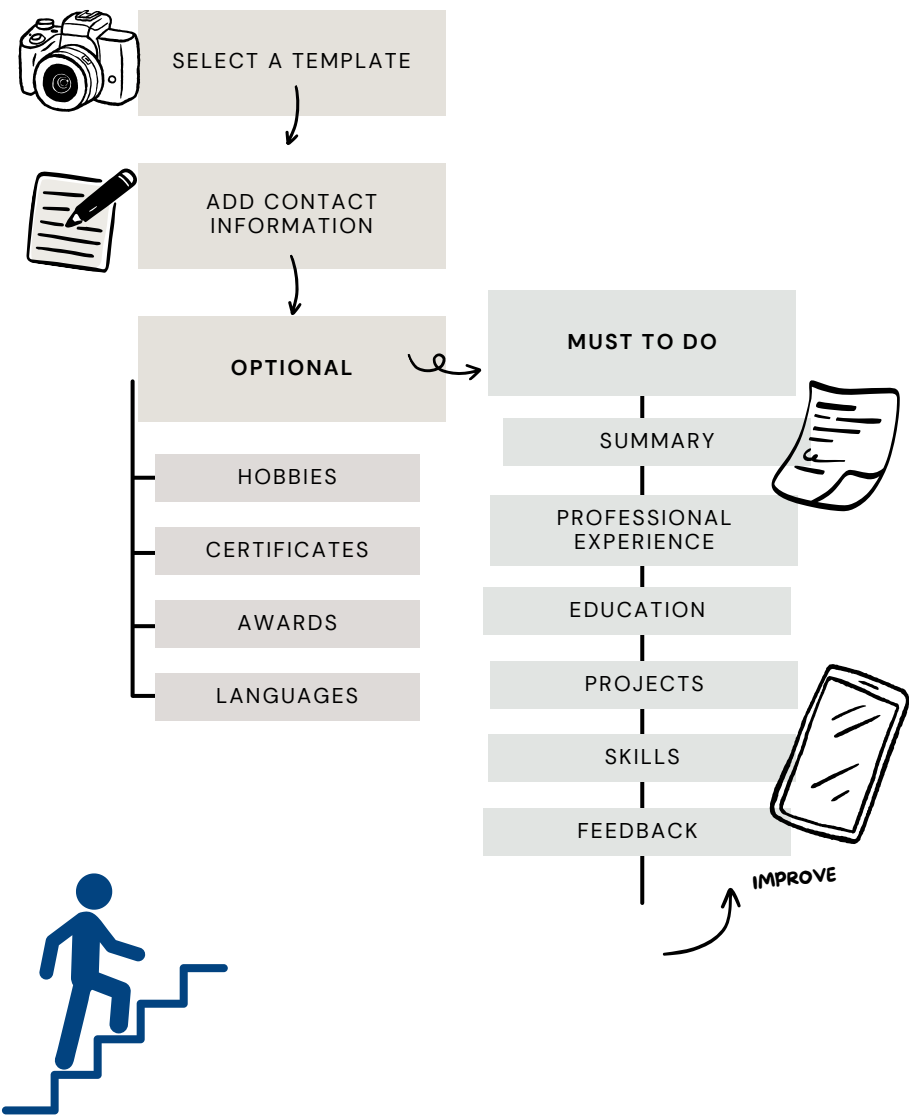 SELECT A TEMPLATE
ADD CONTACT
INFORMATION
OPTIONAL
HOBBIES
CERTIFICATES
AWARDS
LANGUAGES
MUST TO DO
SUMMARY
PROFESSIONAL
EXPERIENCE
EDUCATION
PROJECTS
SKILLS
FEEDBACK
IMPROVE